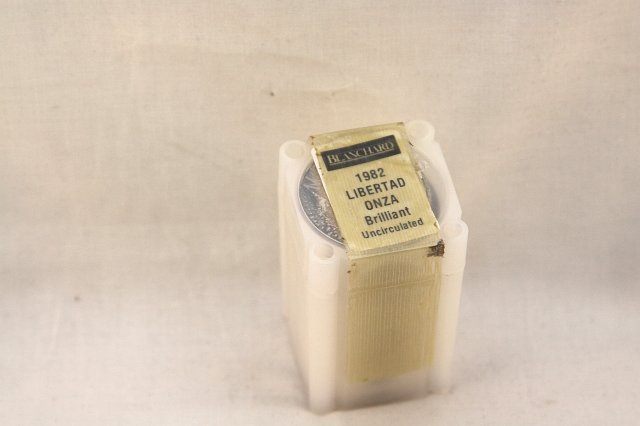 BLANCHARD
1982
LIBERTAD
ONZA
Brilliant
Uncirculated